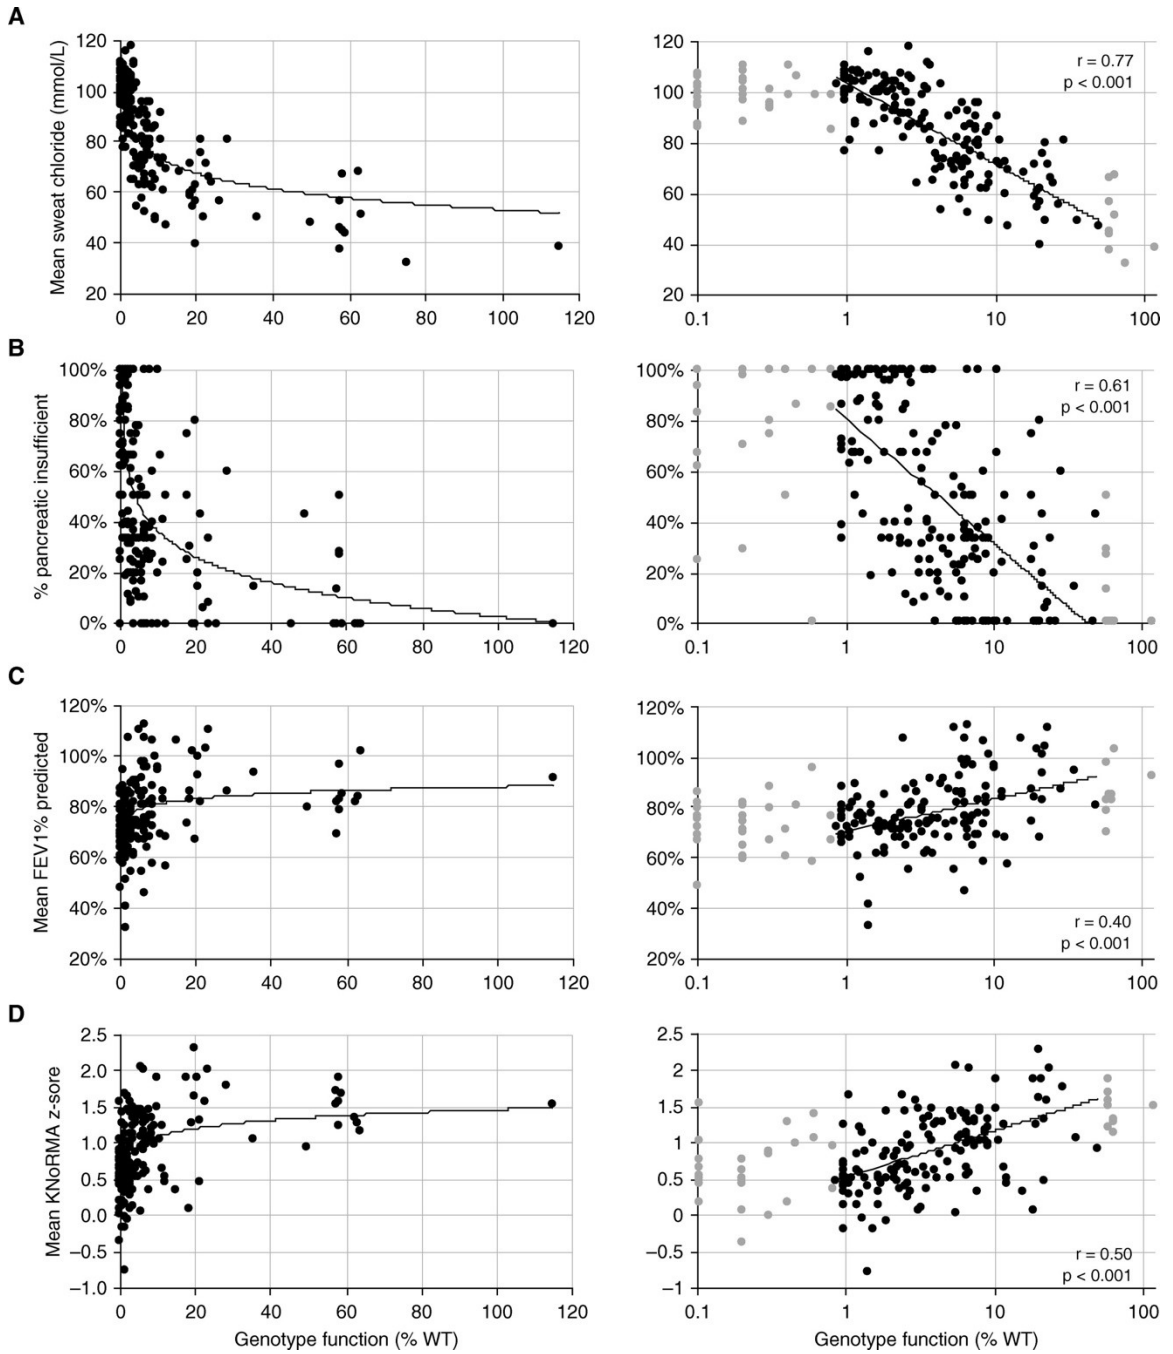 A
Mean sweat chloride (mmol/L)
120
100
80
60
40
20
0 20 40 60 80 100 120
120
100
80
60
40
20
0.1 1 10 100
r = 0.77
p < 0.001
B
% pancreatic insufficient
100%
80%
60%
40%
20%
0%
0 20 40 60 80 100 120
100%
80%
60%
40%
20%
0%
0.1 1 10 100
r = 0.61
p < 0.001
C
Mean FEV1% predicted
120%
100%
80%
60%
40%
20%
0 20 40 60 80 100 120
120%
100%
80%
60%
40%
20%
0.1 1 10 100
r = 0.40
p < 0.001
D
Mean KNoRMA z-sore
2.5
2.0
1.5
1.0
0.5
0.0
–0.5
–1.0
0 20 40 60 80 100 120
Genotype function (% WT)
2.5
2
1.5
1
0.5
0
–0.5
–1
0.1 1 10 100
r = 0.50
p < 0.001
Genotype function (% WT)